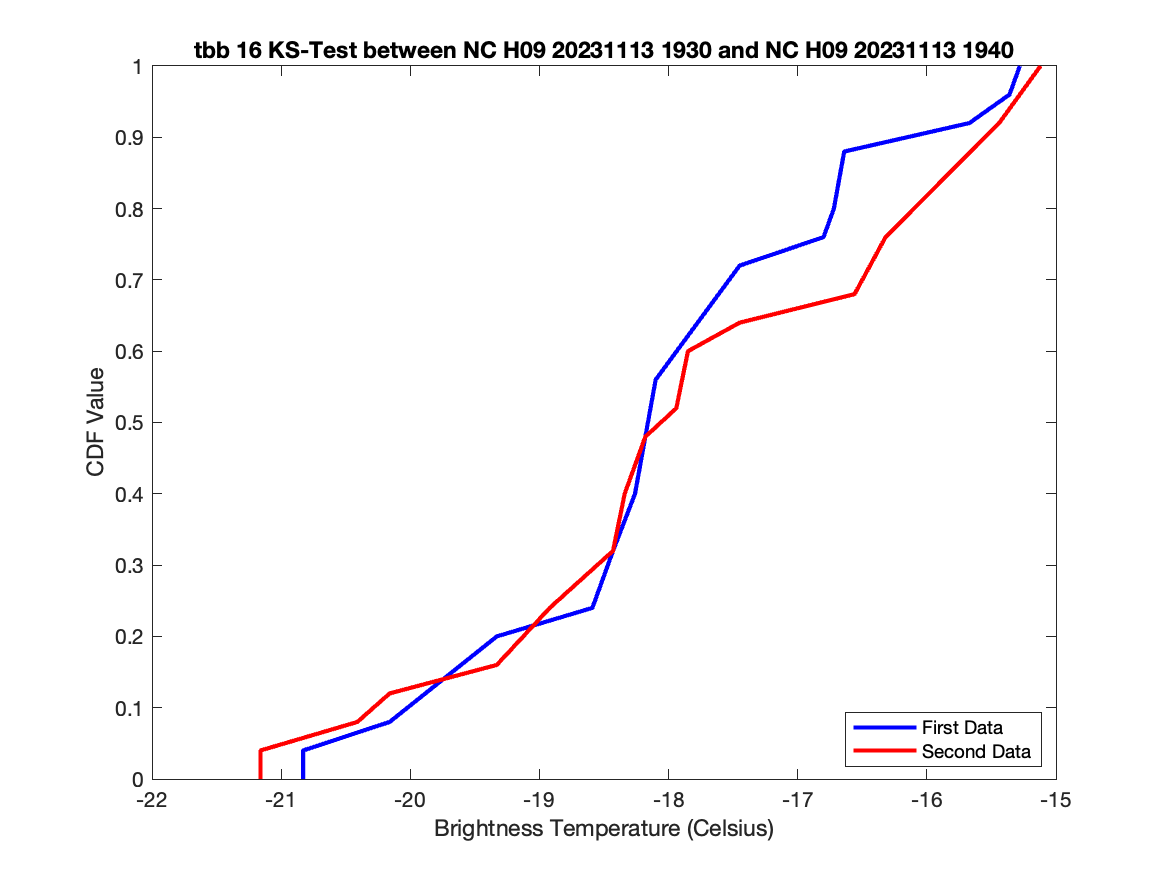 tbb 16 KS-Test between NC H09 20231113 1930 and NC H09 20231113 1940
1
0.9
0.8
0.7
0.6
0.5
0.4
0.3
0.2
0.1
0
CDF Value
First Data
Second Data
-22 -21 -20 -19 -18 -17 -16 -15
Brightness Temperature (Celsius)